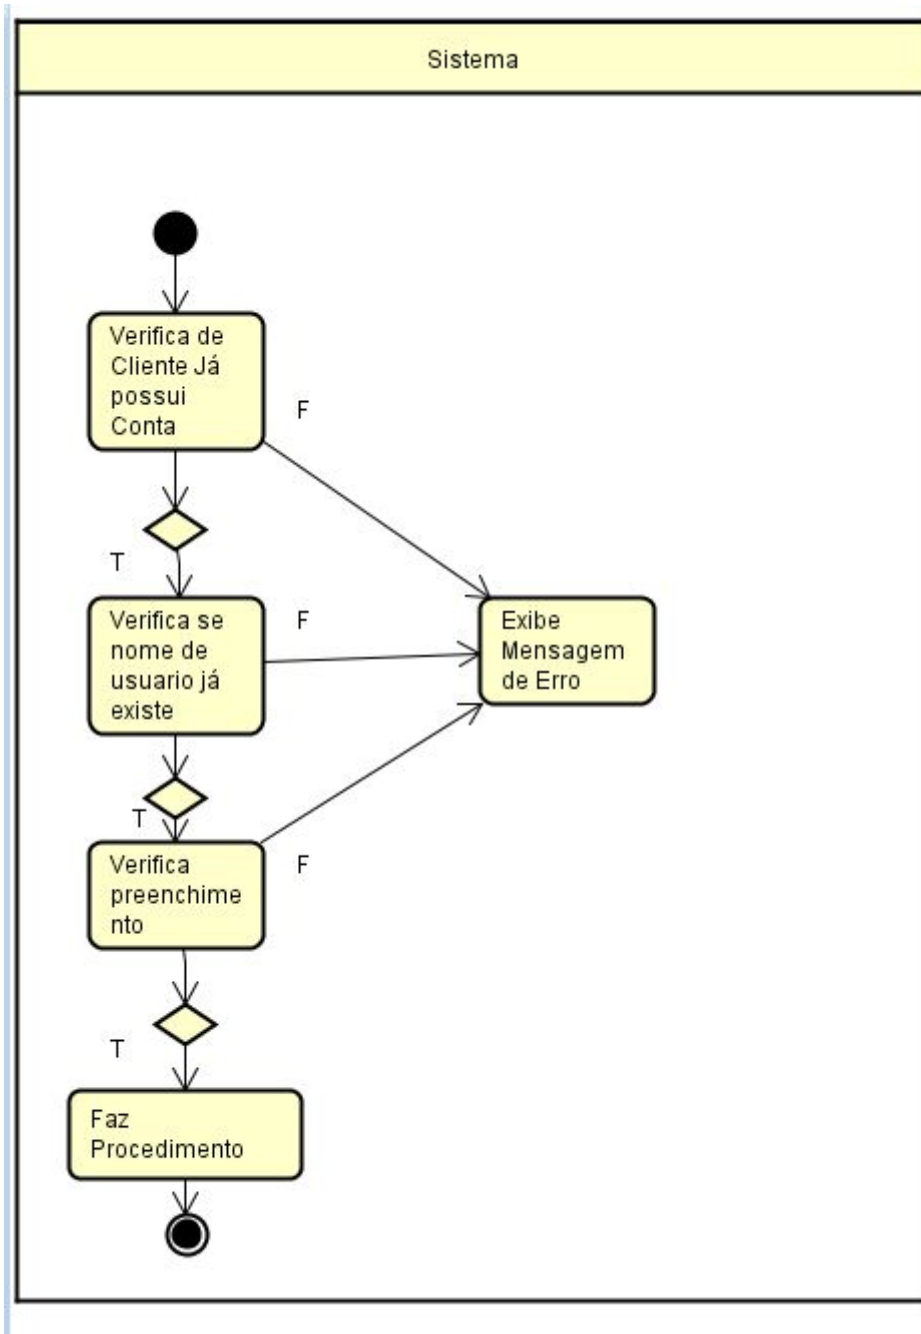 Sistema
Verifica de
Cliente Já
possui
Conta
F
T
Verifica se
nome de
usuario já
existe
F
Exibe
Mensagem
de Erro
T
Verifica
preenchime
nto
F
T
Faz
Procedimento